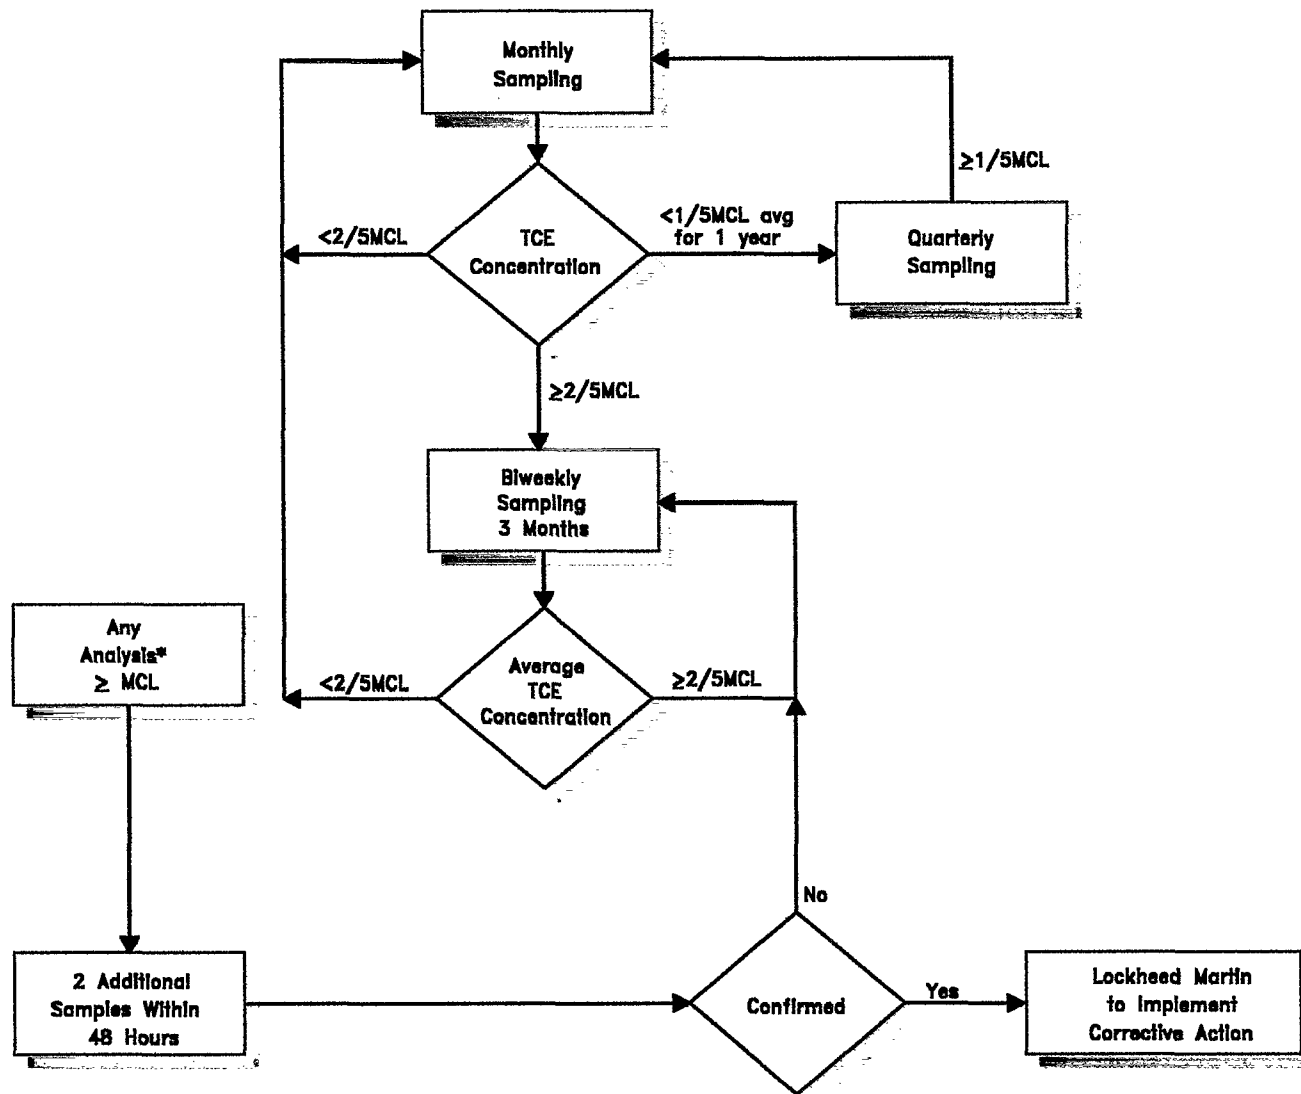 Monthly
Sampling
≥1/5MCL
<2/5MCL
TCE
Concentration
<1/5MCL avg
for 1 year
Quarterly
Sampling
≥2/5MCL
Biweekly
Sampling
3 Months
Any
Analysis*
≥ MCL
<2/5MCL
Average
TCE
Concentration
≥2/5MCL
No
2 Additional
Samples Within
48 Hours
Confirmed
Yes
Lockheed Martin
to Implement
Corrective Action